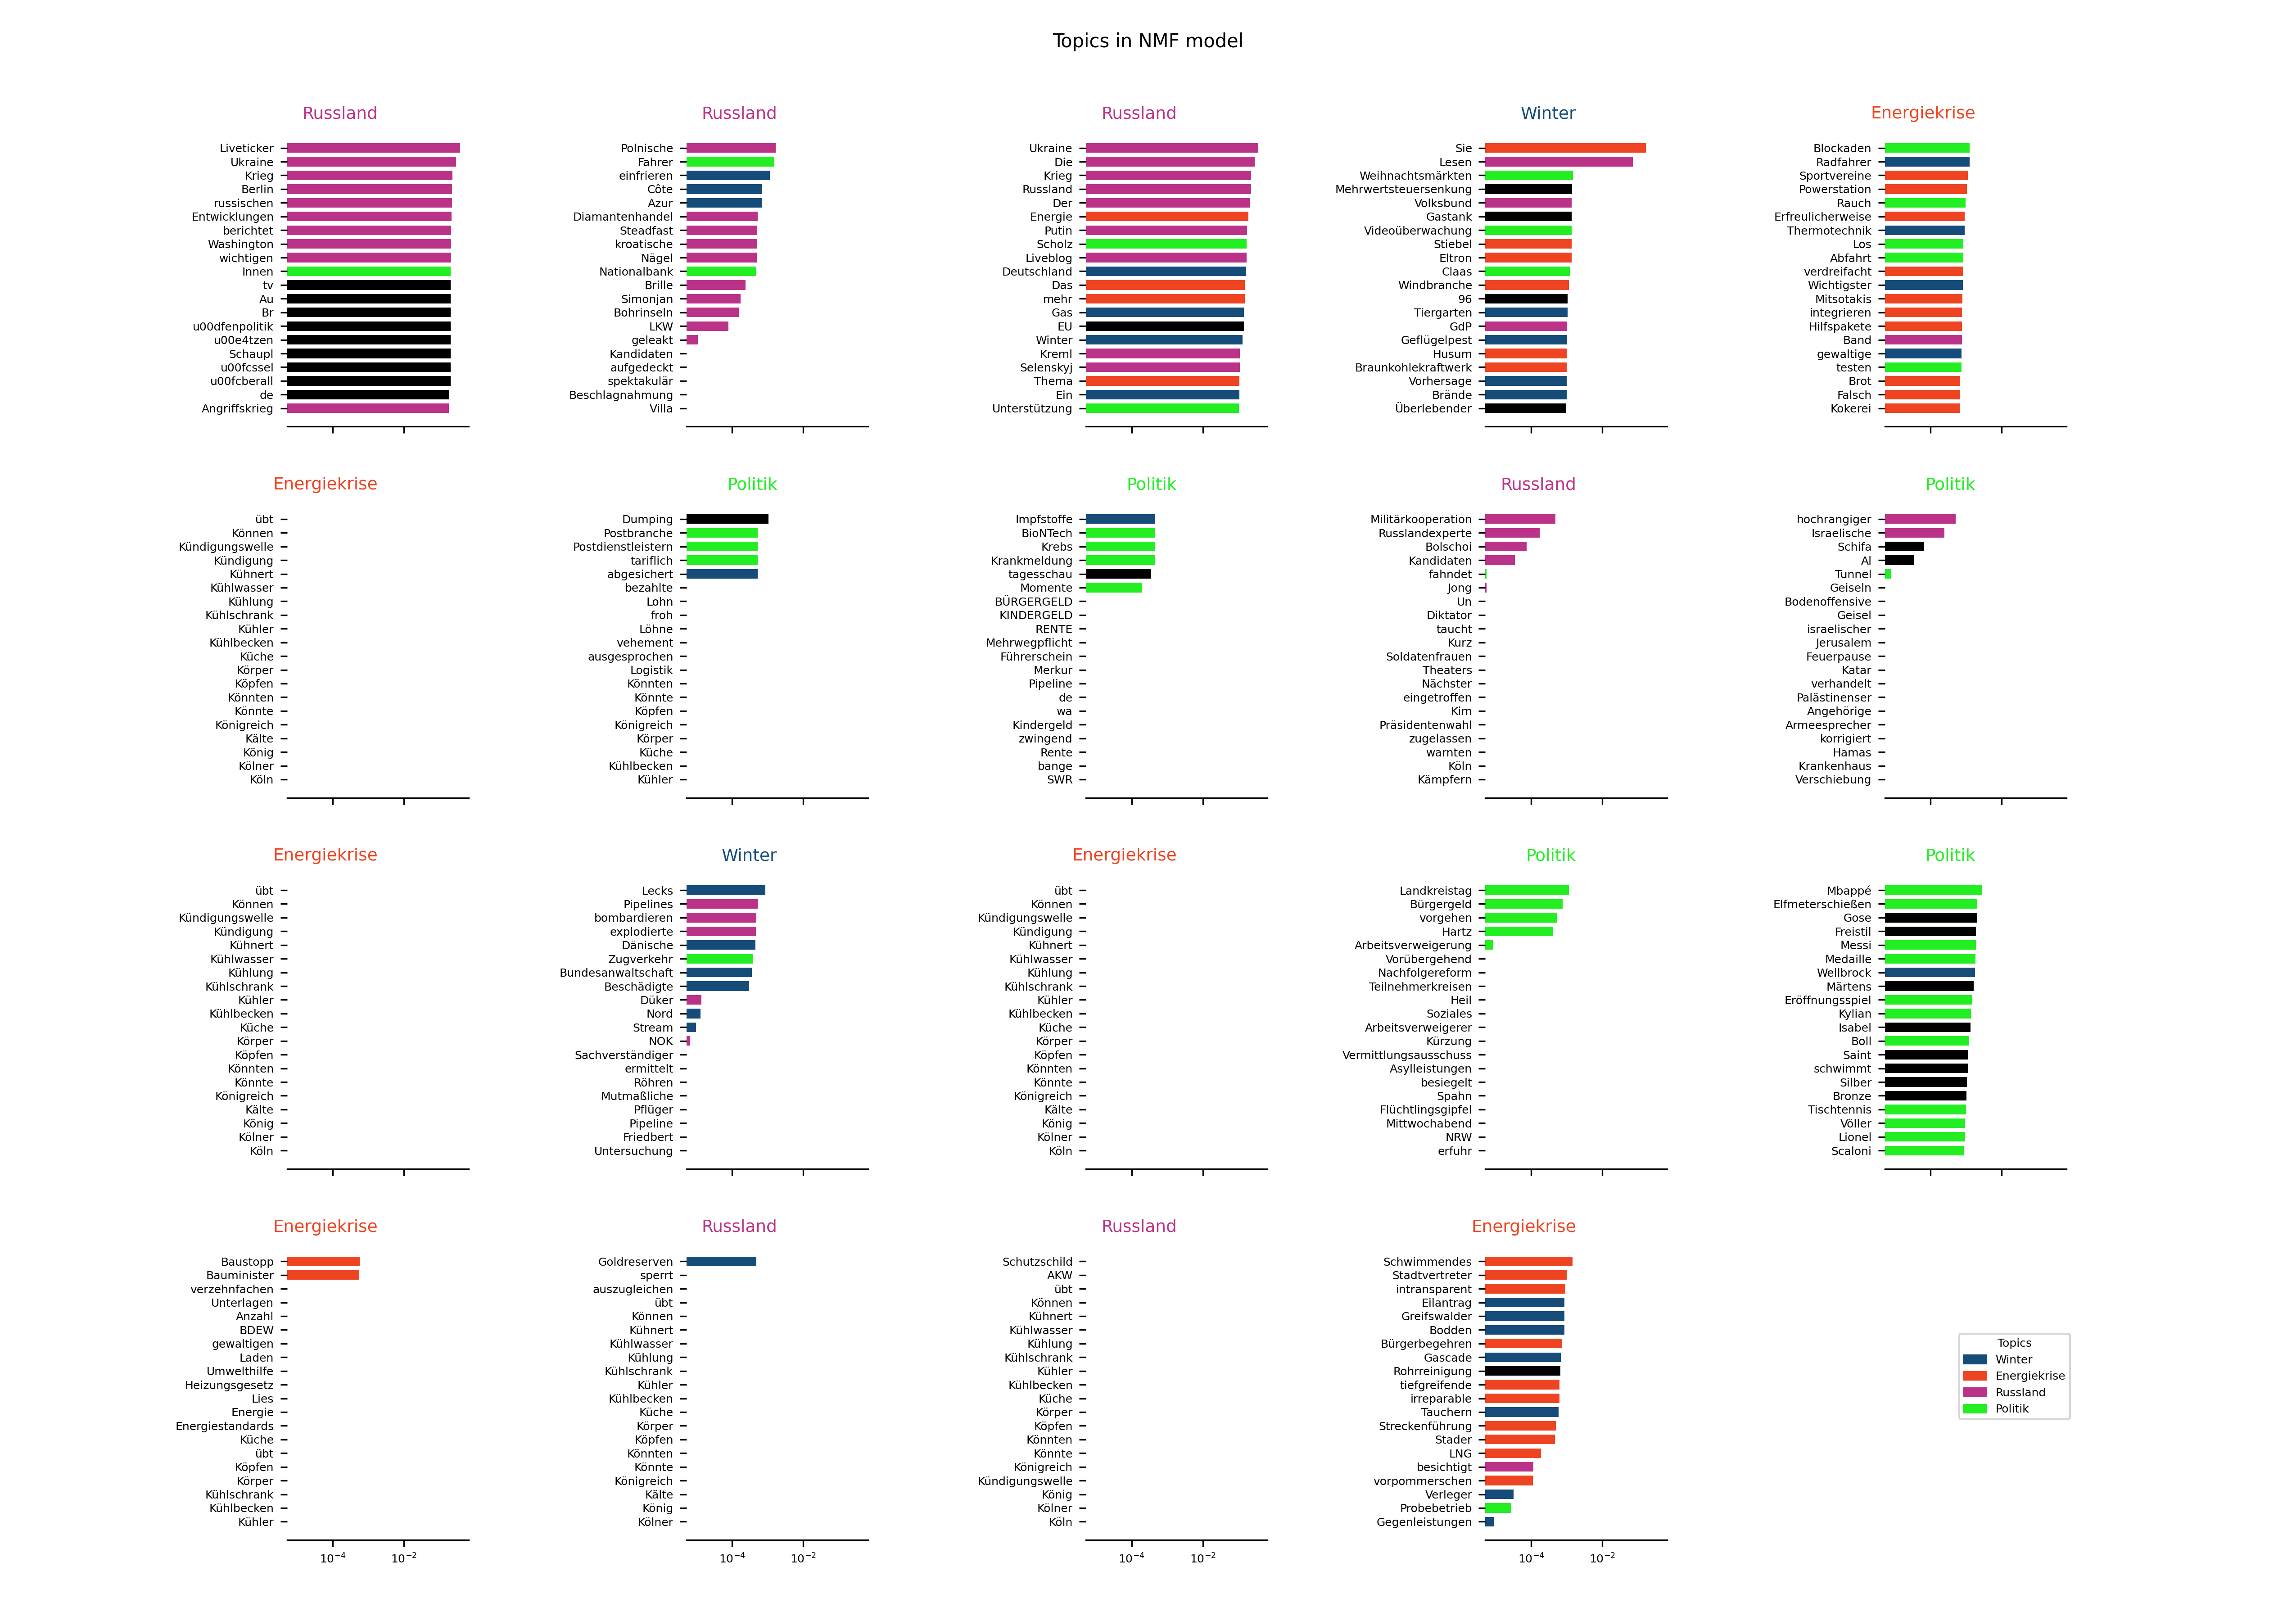 Topics in NMF model
Russland
Liveticker
Ukraine
Krieg
Berlin
russischen
Entwicklungen
berichtet
Washington
wichtigen
Innen
tv
Au
Br
u00dfenpolitik
u00e4tzen
Schaupl
u00fcssel
u00fcberall
de
Angriffskrieg
Russland
Polnische
Fahrer
einfrieren
Côte
Azur
Diamantenhandel
Steadfast
kroatische
Nägel
Nationalbank
Brille
Simonjan
Bohrinseln
LKW
geleakt
Kandidaten
aufgedeckt
spektakulär
Beschlagnahmung
Villa
Russland
Ukraine
Die
Krieg
Russland
Der
Energie
Putin
Scholz
Liveblog
Deutschland
Das
mehr
Gas
EU
Winter
Kreml
Selenskyj
Thema
Ein
Unterstützung
Winter
Sie
Lesen
Weihnachtsmärkten
Mehrwertsteuersenkung
Volksbund
Gastank
Videoüberwachung
Stiebel
Eltron
Claas
Windbranche
96
Tiergarten
GdP
Geflügelpest
Husum
Braunkohlekraftwerk
Vorhersage
Brände
Überlebender
Energiekrise
Blockaden
Radfahrer
Sportvereine
Powerstation
Rauch
Erfreulicherweise
Thermotechnik
Los
Abfahrt
verdreifacht
Wichtigster
Mitsotakis
integrieren
Hilfspakete
Band
gewaltige
testen
Brot
Falsch
Kokerei
Energiekrise
übt
Können
Kündigungswelle
Kündigung
Kühnert
Kühlwasser
Kühlung
Kühlschrank
Kühler
Kühlbecken
Küche
Körper
Köpfen
Könnten
Könnte
Königreich
Kälte
König
Kölner
Köln
Politik
Dumping
Postbranche
Postdienstleistern
tariflich
abgesichert
bezahlte
Lohn
froh
Löhne
vehement
ausgesprochen
Logistik
Könnten
Könnte
Köpfen
Königreich
Körper
Küche
Kühlbecken
Kühler
Politik
Impfstoffe
BioNTech
Krebs
Krankmeldung
tagesschau
Momente
BÜRGERGELD
KINDERGELD
RENTE
Mehrwegpflicht
Führerschein
Merkur
Pipeline
de
wa
Kindergeld
zwingend
Rente
bange
SWR
Russland
Militärkooperation
Russlandexperte
Bolschoi
Kandidaten
fahndet
Jong
Un
Diktator
taucht
Kurz
Soldatenfrauen
Theaters
Nächster
eingetroffen
Kim
Präsidentenwahl
zugelassen
warnten
Köln
Kämpfern
Politik
hochrangiger
Israelische
Schifa
Al
Tunnel
Geiseln
Bodenoffensive
Geisel
israelischer
Jerusalem
Feuerpause
Katar
verhandelt
Palästinenser
Angehörige
Armeesprecher
korrigiert
Hamas
Krankenhaus
Verschiebung
Energiekrise
übt
Können
Kündigungswelle
Kündigung
Kühnert
Kühlwasser
Kühlung
Kühlschrank
Kühler
Kühlbecken
Küche
Körper
Köpfen
Könnten
Könnte
Königreich
Kälte
König
Kölner
Köln
Winter
Lecks
Pipelines
bombardieren
explodierte
Dänische
Zugverkehr
Bundesanwaltschaft
Beschädigte
Düker
Nord
Stream
NOK
Sachverständiger
ermittelt
Röhren
Mutmaßliche
Pflüger
Pipeline
Friedbert
Untersuchung
Energiekrise
übt
Können
Kündigungswelle
Kündigung
Kühnert
Kühlwasser
Kühlung
Kühlschrank
Kühler
Kühlbecken
Küche
Körper
Köpfen
Könnten
Könnte
Königreich
Kälte
König
Kölner
Köln
Politik
Landkreistag
Bürgergeld
vorgehen
Hartz
Arbeitsverweigerung
Vorübergehend
Nachfolgereform
Teilnehmerkreisen
Heil
Soziales
Arbeitsverweigerer
Kürzung
Vermittlungsausschuss
Asylleistungen
besiegelt
Spahn
Flüchtlingsgipfel
Mittwochabend
NRW
erfuhr
Politik
Mbappé
Elfmeterschießen
Gose
Freistil
Messi
Medaille
Wellbrock
Märtens
Eröffnungsspiel
Kylian
Isabel
Boll
Saint
schwimmt
Silber
Bronze
Tischtennis
Völler
Lionel
Scaloni
Energiekrise
Baustopp
Bauminister
verzehnfachen
Unterlagen
Anzahl
BDEW
gewaltigen
Laden
Umwelthilfe
Heizungsgesetz
Lies
Energie
Energiestandards
Küche
übt
Köpfen
Körper
Kühlschrank
Kühlbecken
Kühler
10⁻⁴ 10⁻²
Russland
Goldreserven
sperrt
auszugleichen
übt
Können
Kühnert
Kühlwasser
Kühlung
Kühlschrank
Kühler
Kühlbecken
Küche
Körper
Köpfen
Könnten
Könnte
Königreich
Kälte
König
Kölner
10⁻⁴ 10⁻²
Russland
Schutzschild
AKW
übt
Können
Kühnert
Kühlwasser
Kühlung
Kühlschrank
Kühler
Kühlbecken
Küche
Körper
Köpfen
Könnten
Könnte
Königreich
Kündigungswelle
König
Kölner
Köln
10⁻⁴ 10⁻²
Energiekrise
Schwimmendes
Stadtvertreter
intransparent
Eilantrag
Greifswalder
Bodden
Bürgerbegehren
Gascade
Rohrreinigung
tiefgreifende
irreparable
Tauchern
Streckenführung
Stader
LNG
besichtigt
vorpommerschen
Verleger
Probebetrieb
Gegenleistungen
10⁻⁴ 10⁻²
Topics
Winter
Energiekrise
Russland
Politik